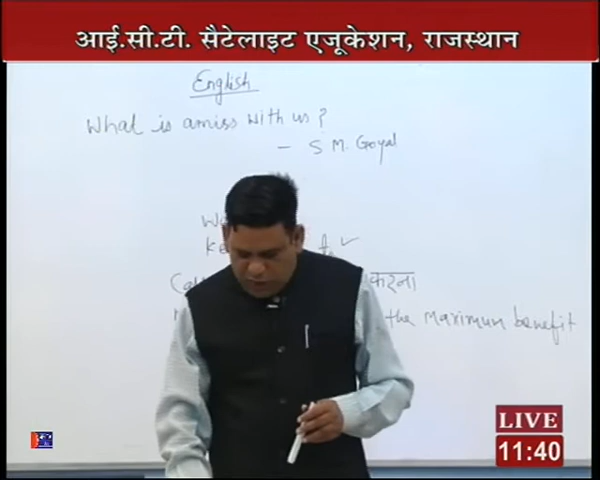 आई.सी.टी. सैटेलाइट एजूकेशन, राजस्थान
English
What is amiss with us?
- S M. Goyal
to ✓
करना
the maximum benefit
LIVE
11:40